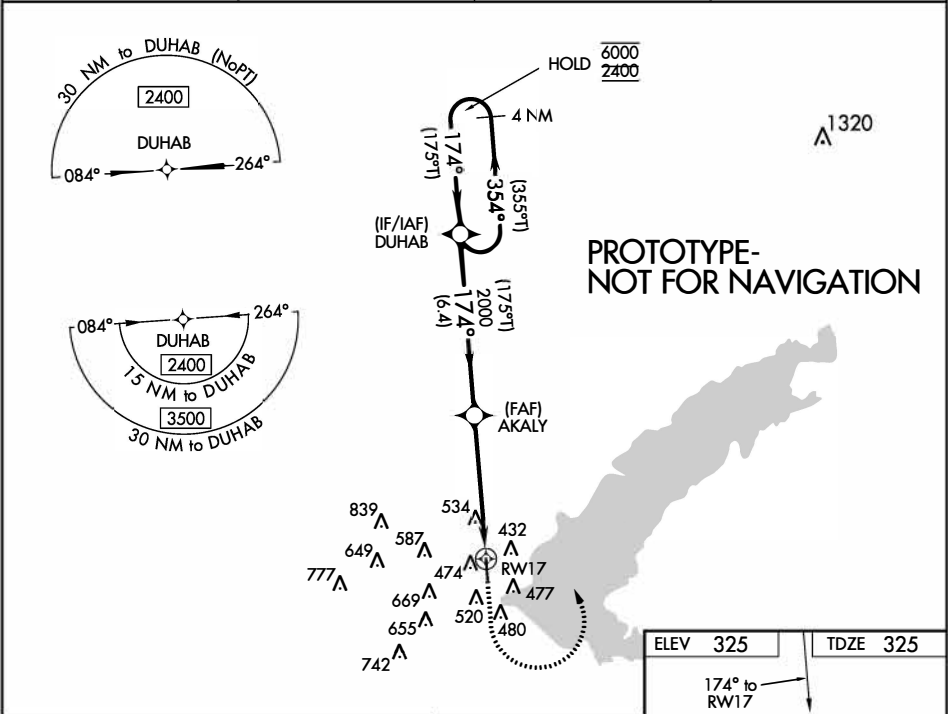 30 NM to DUHAB (NoPT)
2400
DUHAB
084°
264°
HOLD
6000
2400
4 NM
174°
(175°T)
354°
(355°T)
(IF/IAF)
DUHAB
1320
PROTOTYPE-
NOT FOR NAVIGATION
174°
2000
(6.4)
(175°T)
084°
264°
DUHAB
2400
15 NM to DUHAB
3500
30 NM to DUHAB
(FAF)
AKALY
839
534
432
587
649
474
RW17
777
477
669
520
480
655
742
ELEV 325
TDZE 325
174° to
RW17